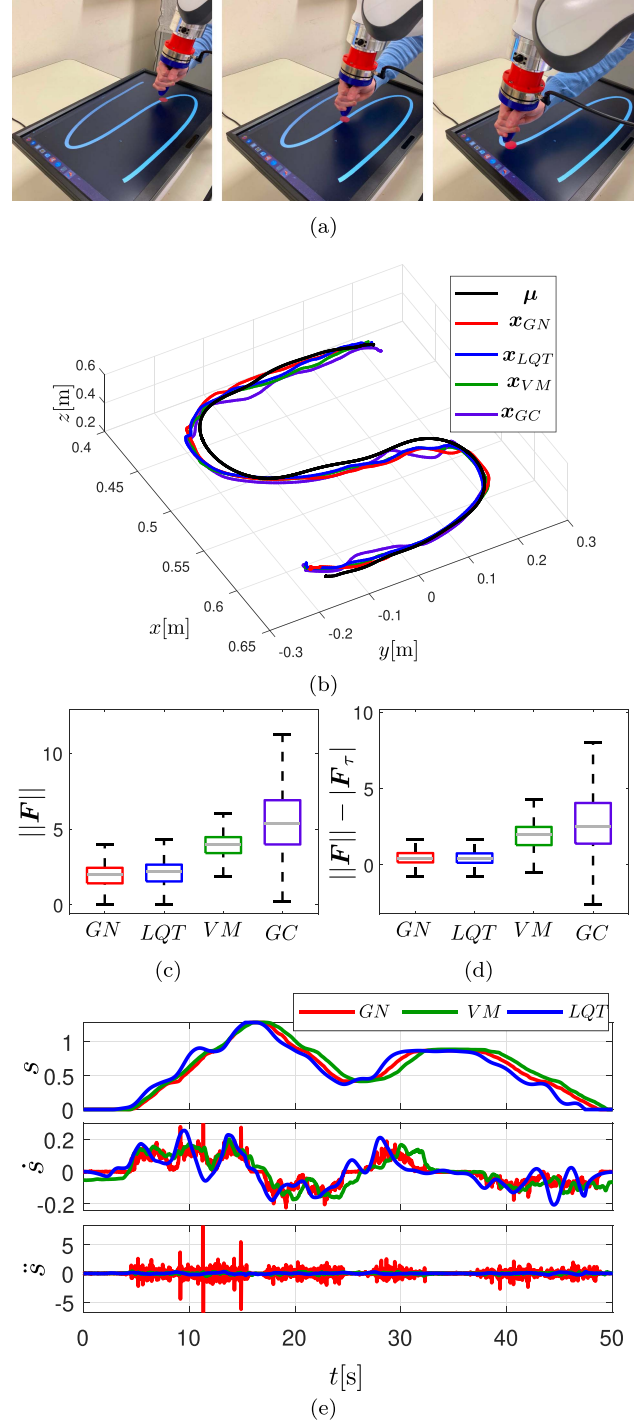 (a)
μ
x_GN
x_LQT
x_VM
x_GC
z[m]
0.6
0.4
0.2
0.4
0.45
0.5
0.55
0.6
0.65
x[m]
-0.3
-0.2
-0.1
0
0.1
0.2
0.3
y[m]
(b)
||F||
10
5
0
GN LQT VM GC
(c)
||F|| − |F_τ|
10
5
0
GN LQT VM GC
(d)
GN VM LQT
s
1
0.5
0
ṡ
0.2
0
-0.2
s̈
5
0
-5
0 10 20 30 40 50
t[s]
(e)